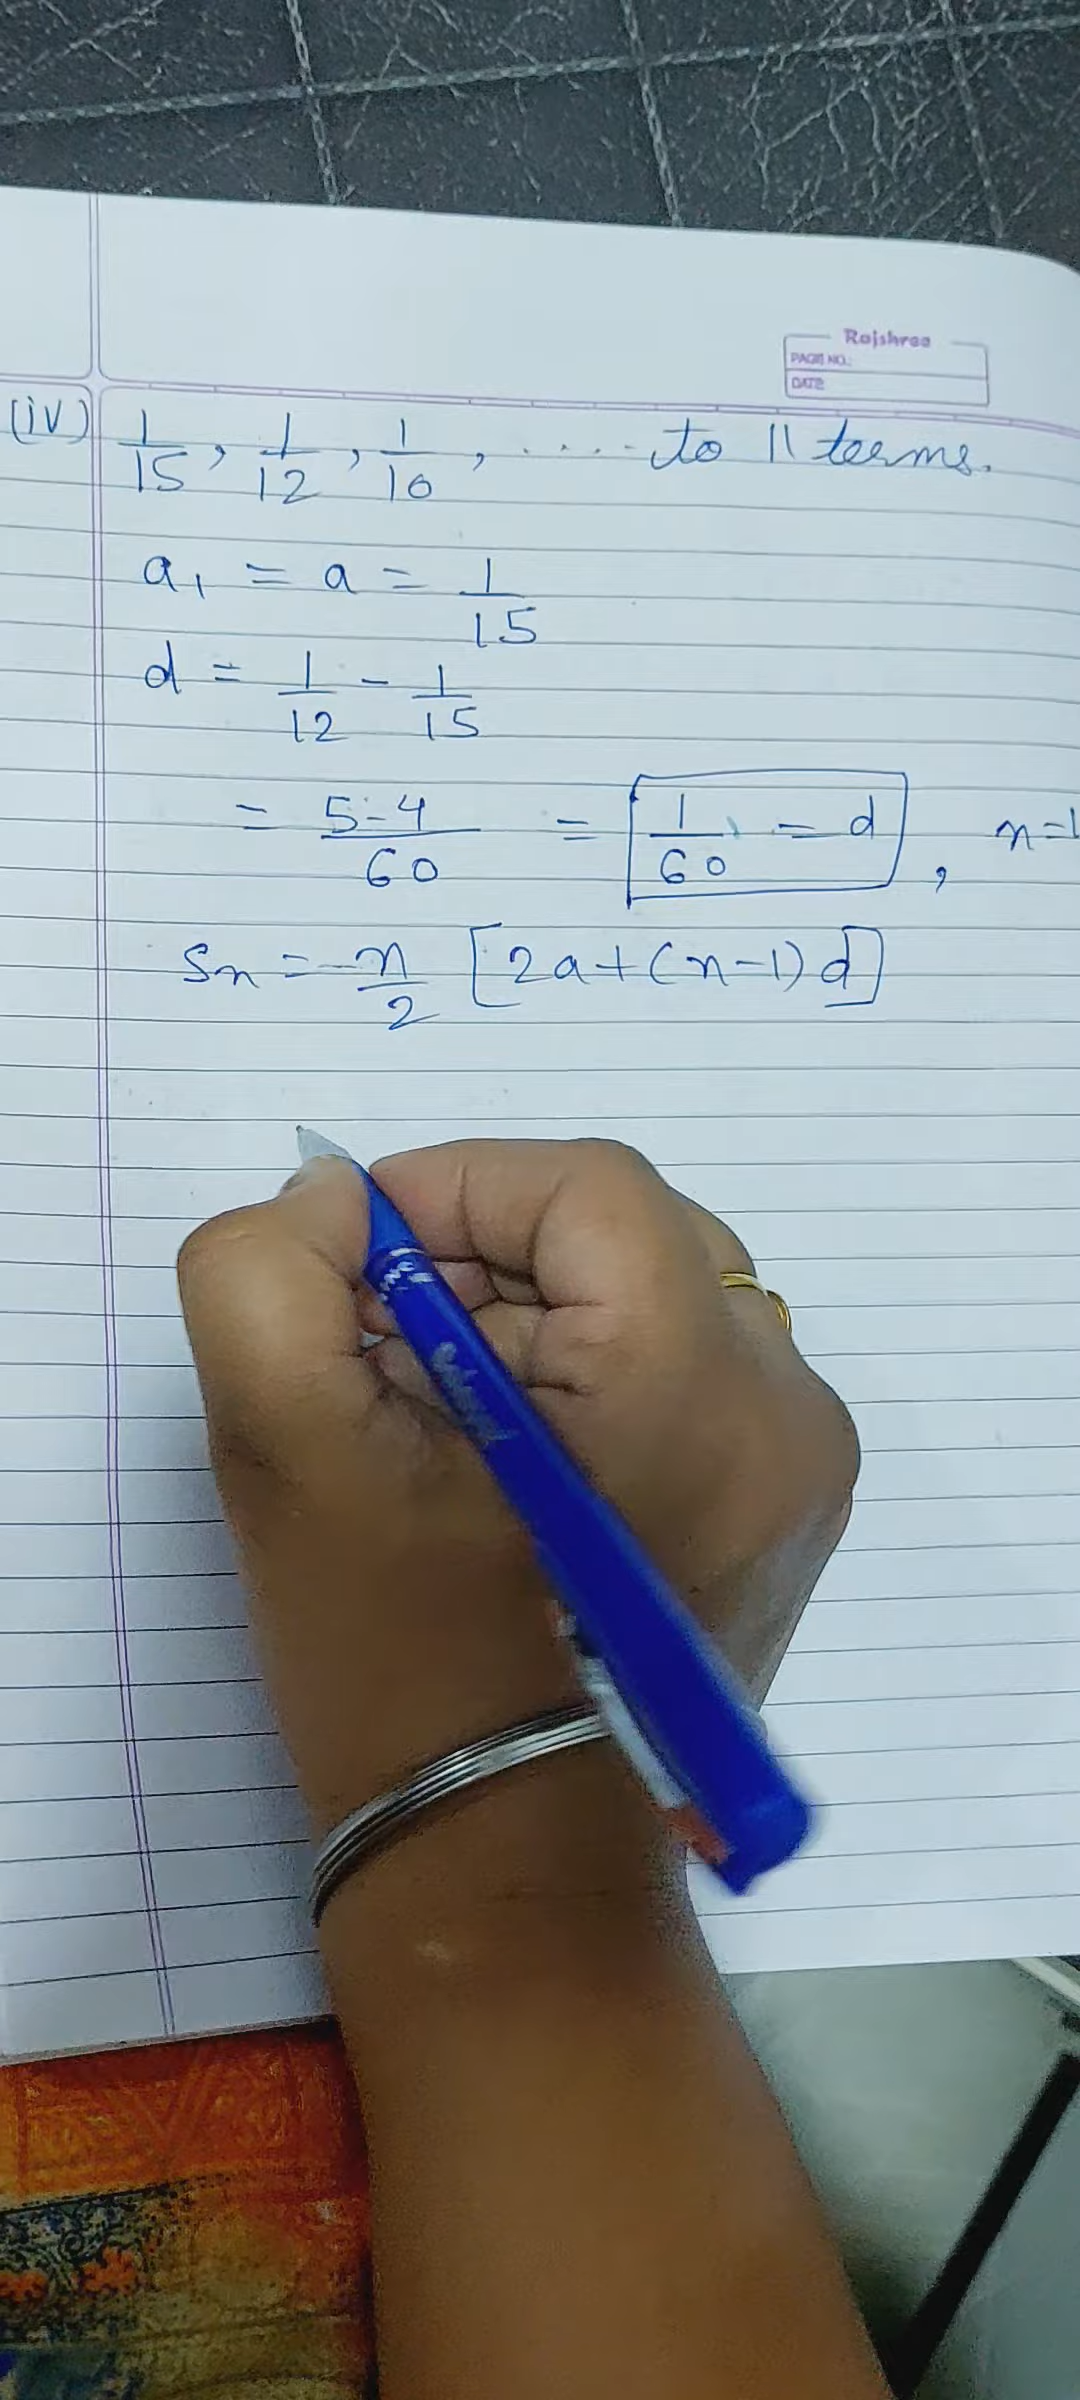 Rajshree
PAGE NO.:
DATE
(iv) 1/15, 1/12, 1/10, ..... to 11 terms.
a₁ = a = 1/15
d = 1/12 - 1/15
= 5-4/60 = 1/60 = d, n=1
Sn = n/2 [2a+(n-1)d]